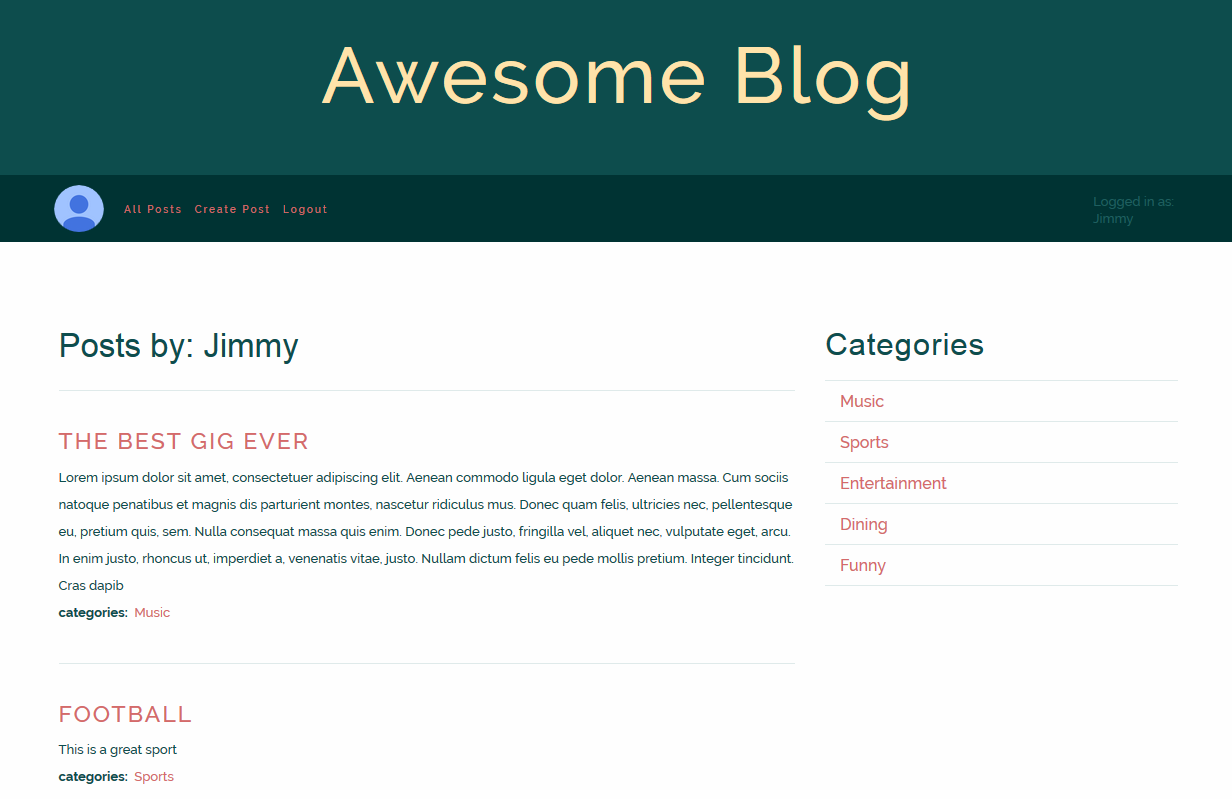 Awesome Blog
All Posts Create Post Logout
Logged in as:
Jimmy
Posts by: Jimmy
THE BEST GIG EVER
Lorem ipsum dolor sit amet, consectetuer adipiscing elit. Aenean commodo ligula eget dolor. Aenean massa. Cum sociis
natoque penatibus et magnis dis parturient montes, nascetur ridiculus mus. Donec quam felis, ultricies nec, pellentesque
eu, pretium quis, sem. Nulla consequat massa quis enim. Donec pede justo, fringilla vel, aliquet nec, vulputate eget, arcu.
In enim justo, rhoncus ut, imperdiet a, venenatis vitae, justo. Nullam dictum felis eu pede mollis pretium. Integer tincidunt.
Cras dapib
categories: Music
FOOTBALL
This is a great sport
categories: Sports
Categories
Music
Sports
Entertainment
Dining
Funny